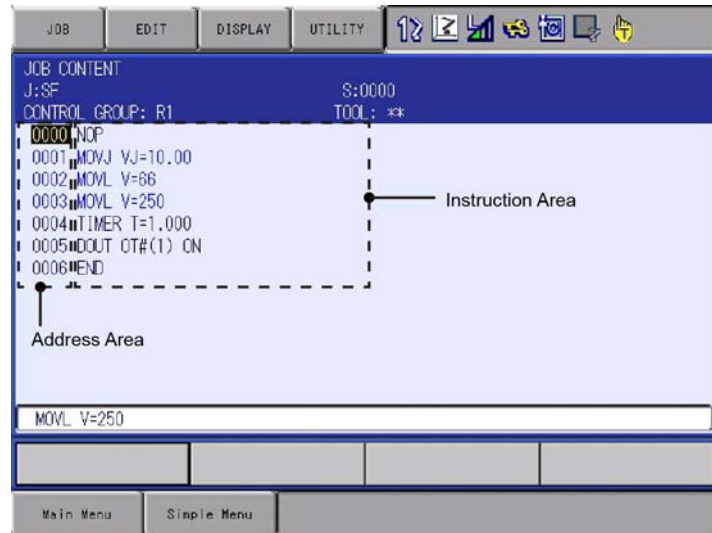 JOB EDIT DISPLAY UTILITY
JOB CONTENT
J:SF S:0000
CONTROL GROUP: R1 TOOL: **
0000 NOP
0001 MOVJ VJ=10.00
0002 MOVL V=66
0003 MOVL V=250
0004 TIMER T=1.000
0005 DOUT OT#(1) ON
0006 END
Instruction Area
Address Area
MOVL V=250
Main Menu Simple Menu